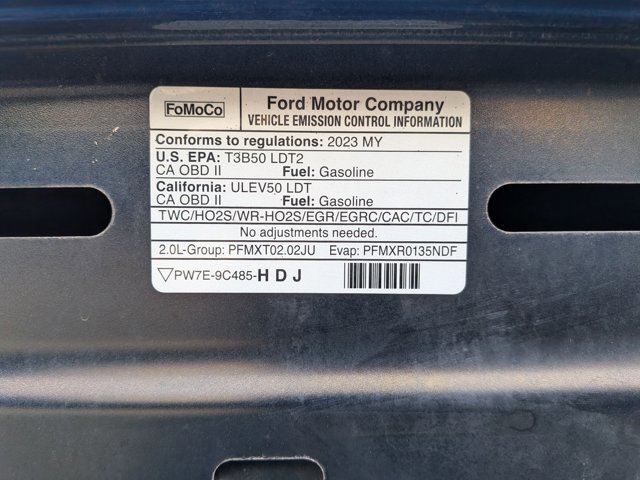 FoMoCo
Ford Motor Company
VEHICLE EMISSION CONTROL INFORMATION
Conforms to regulations: 2023 MY
U.S. EPA: T3B50 LDT2
CA OBD II Fuel: Gasoline
California: ULEV50 LDT
CA OBD II Fuel: Gasoline
TWC/HO2S/WR-HO2S/EGR/EGRC/CAC/TC/DFI
No adjustments needed.
2.0L-Group: PFMXT02.02JU Evap: PFMXR0135NDF
PW7E-9C485-HDJ